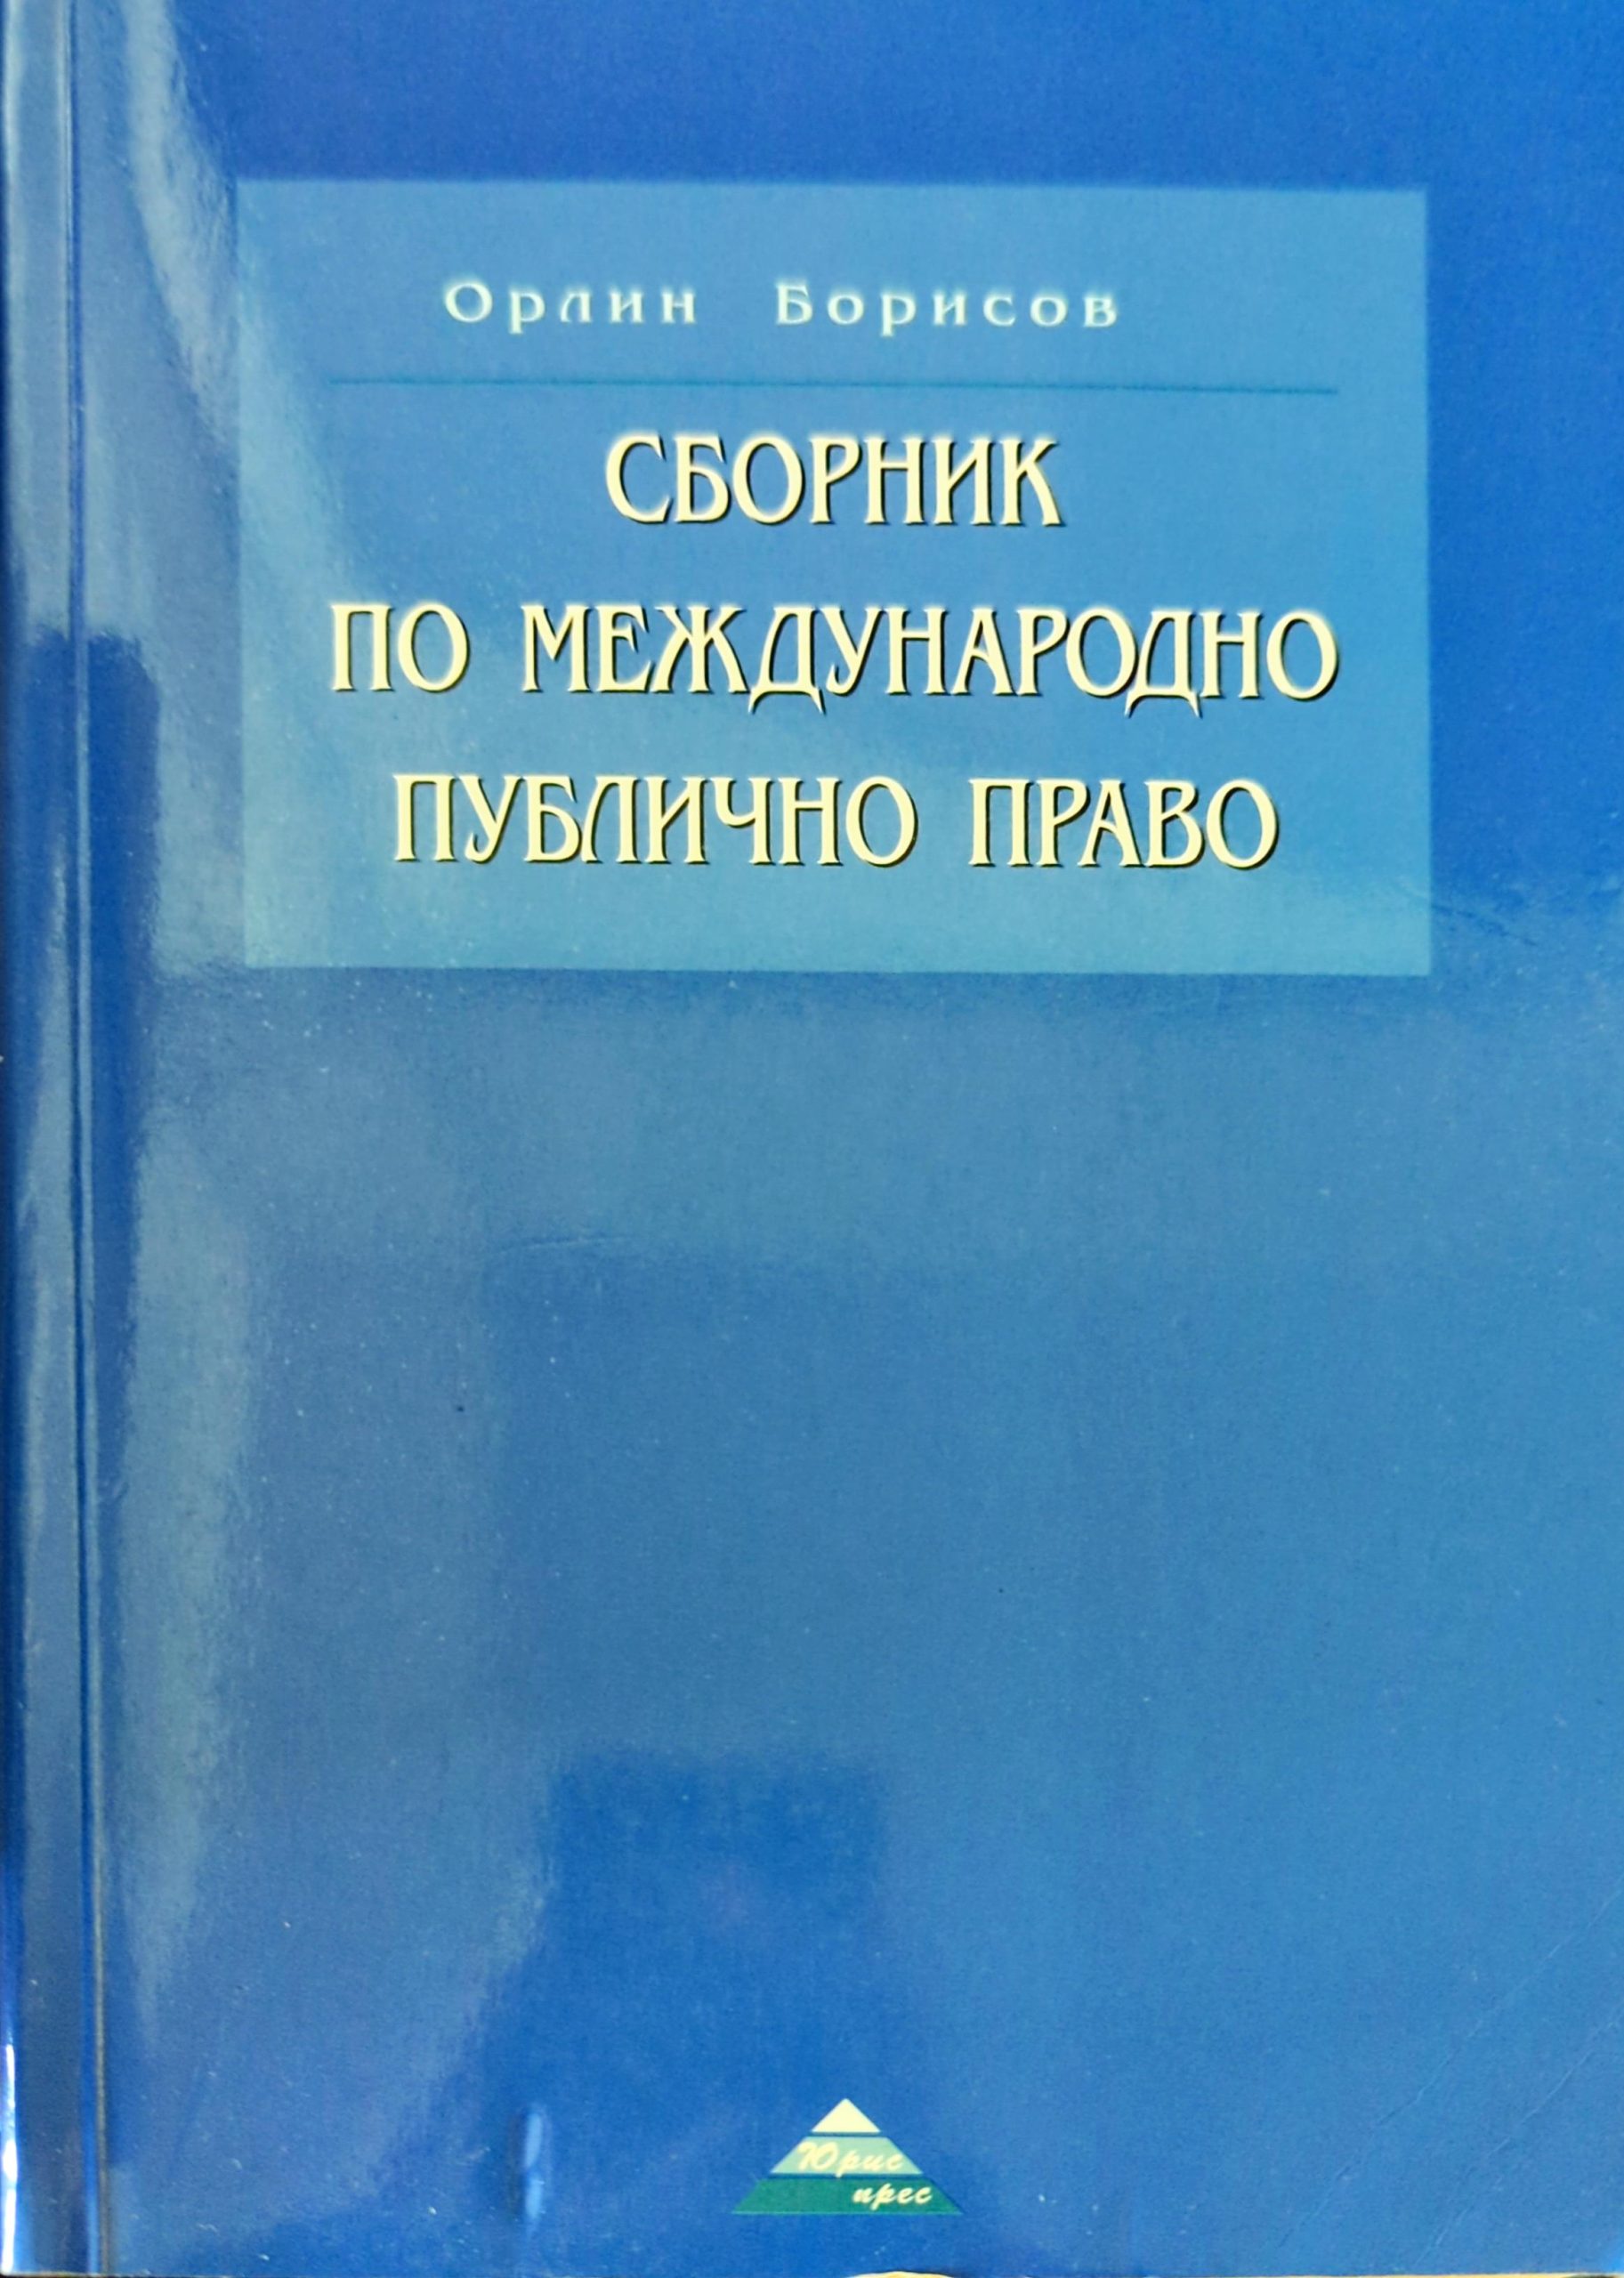 Орлин Борисов
СБОРНИК
ПО МЕЖДУНАРОДНО
ПУБЛИЧНО ПРАВО
Юрис
прес